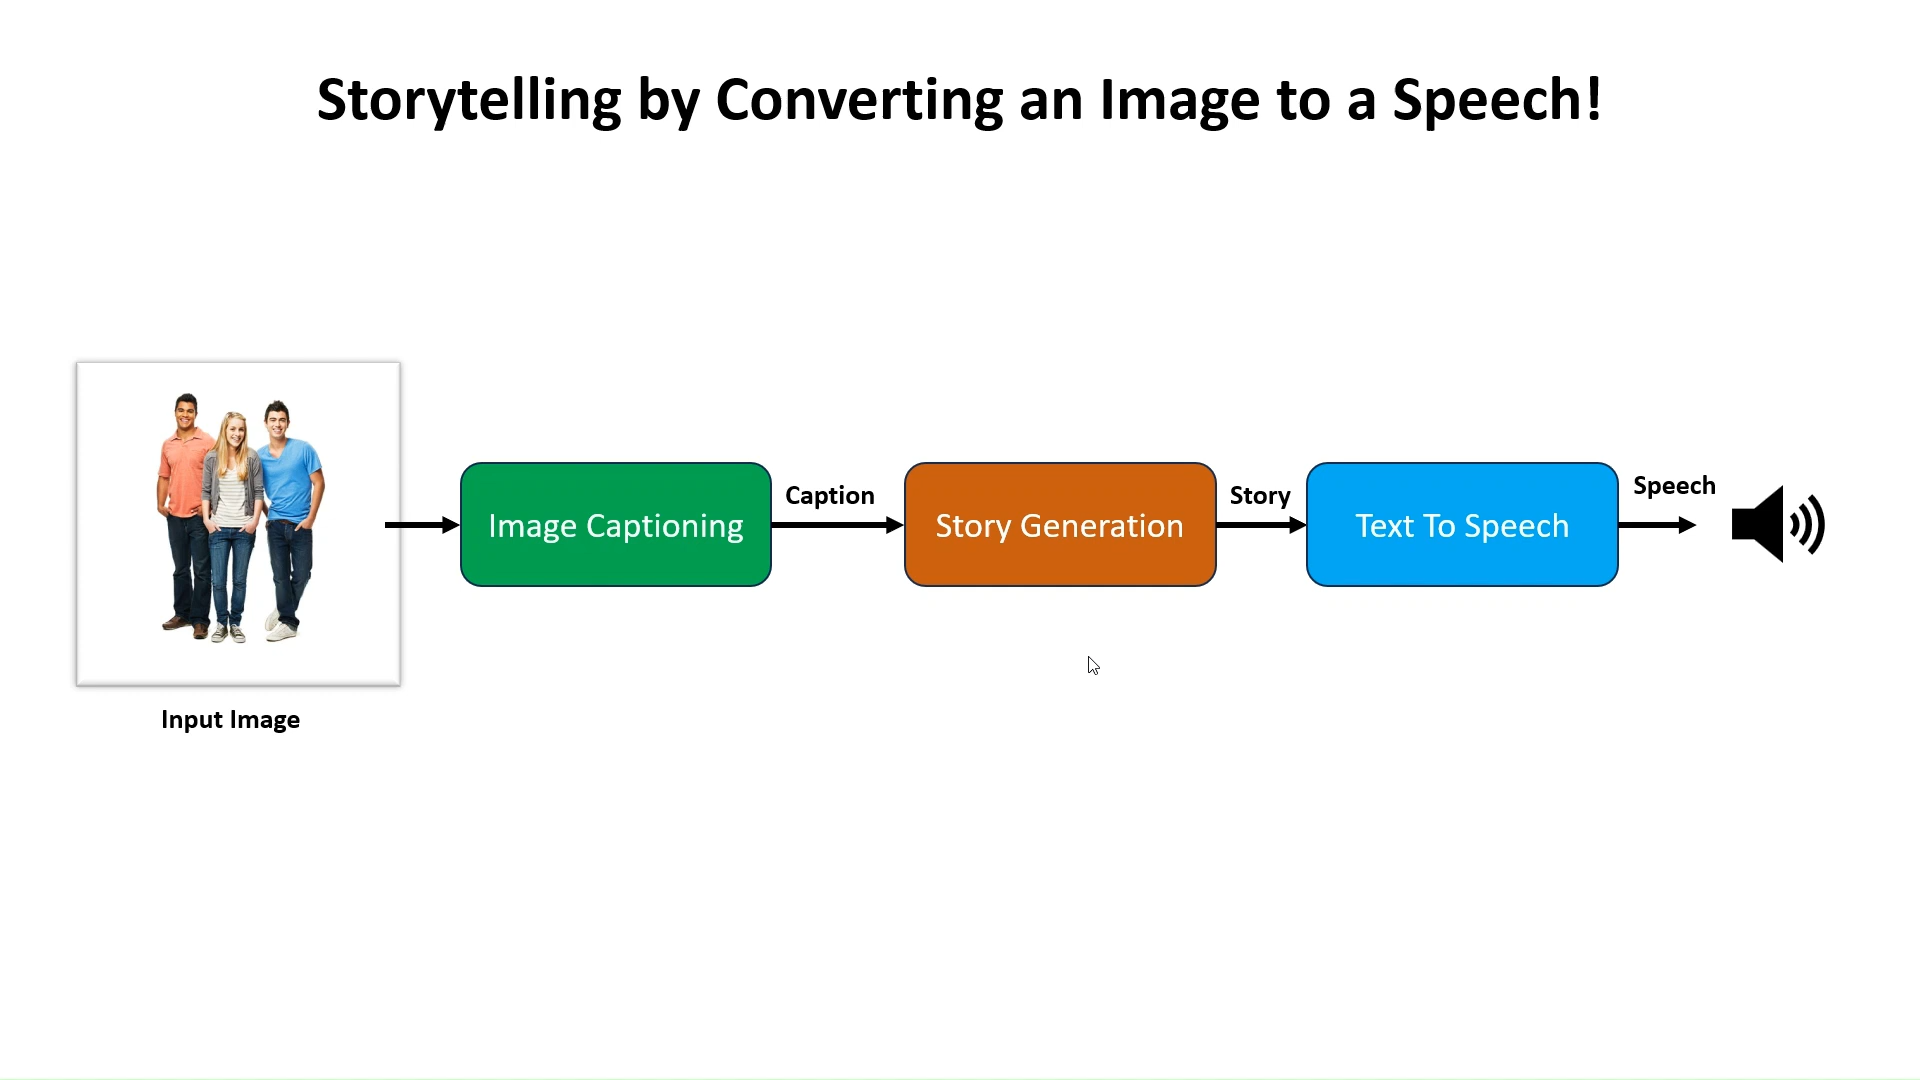 Storytelling by Converting an Image to a Speech!
Image Captioning
Caption
Story Generation
Story
Text To Speech
Speech
Input Image